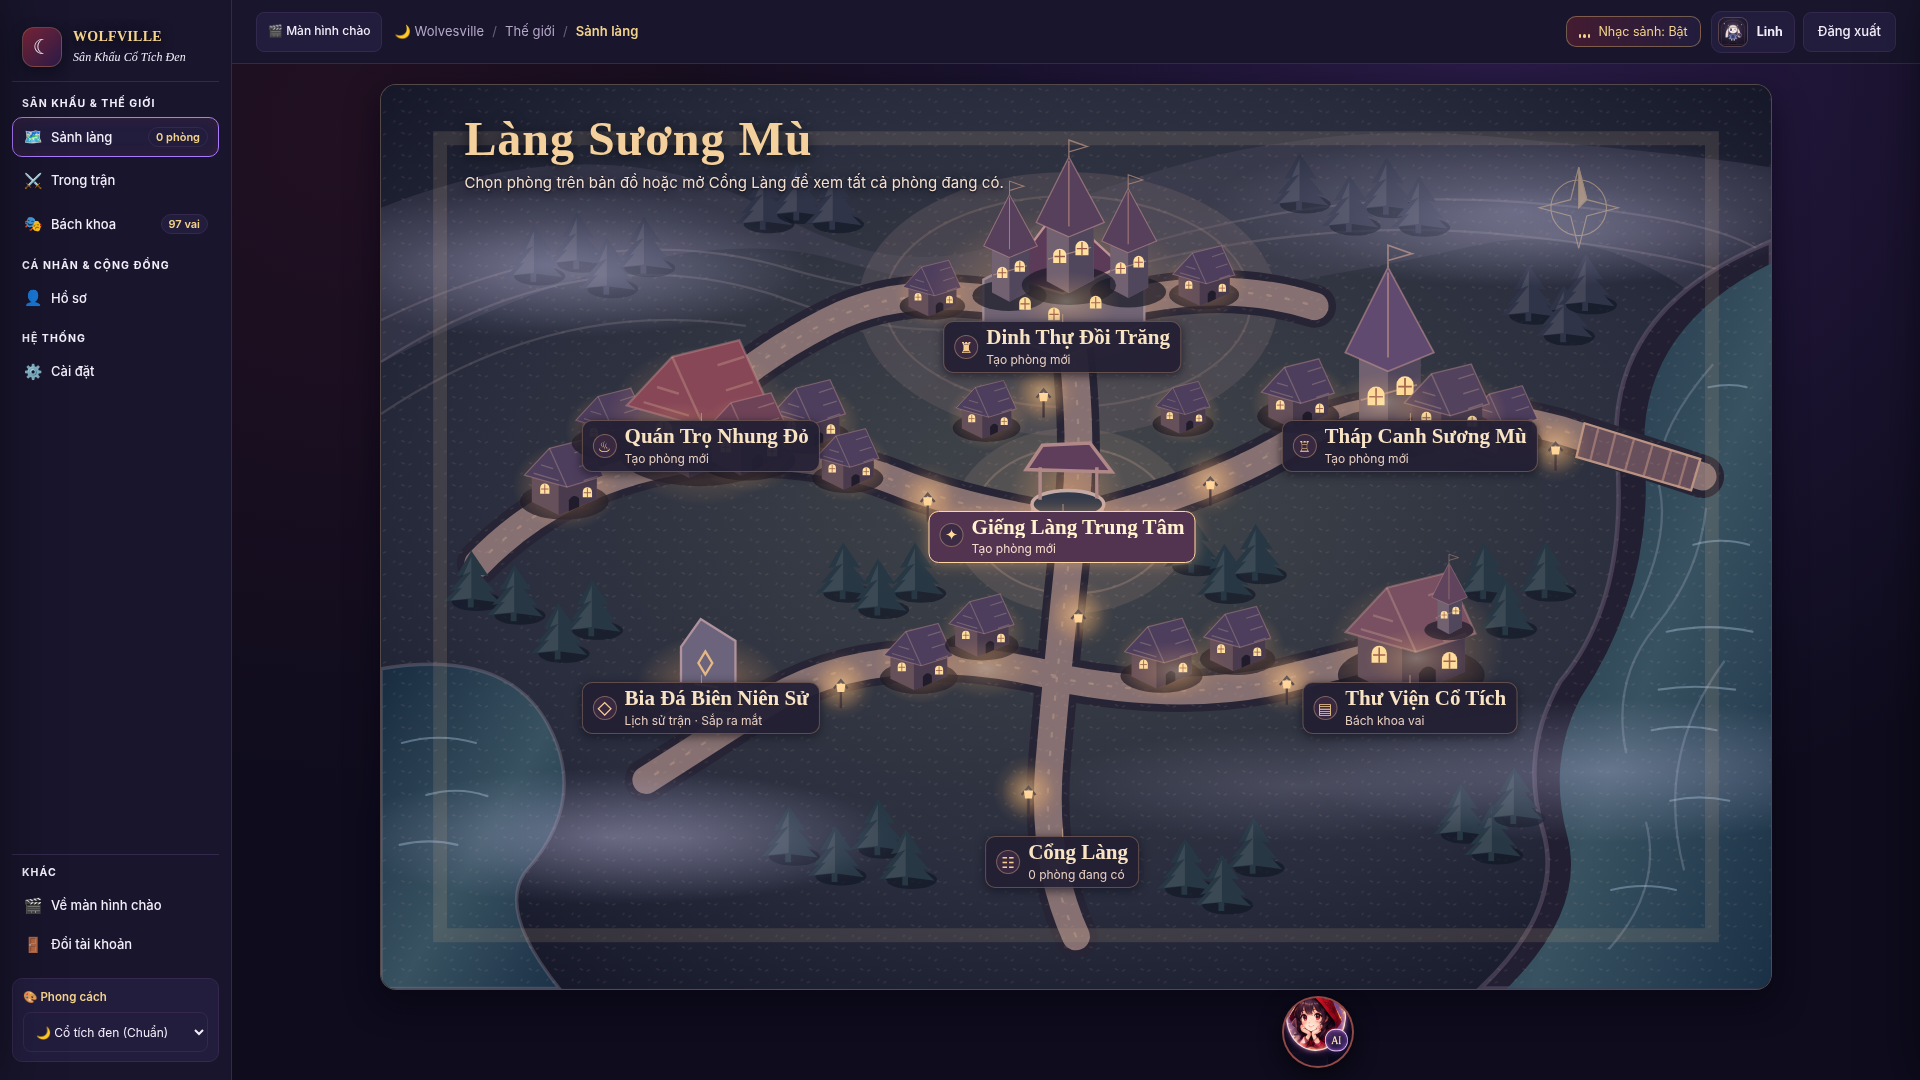 WOLFVILLE
Sân Khấu Cổ Tích Đen
SÂN KHẤU & THẾ GIỚI
Sảnh làng
0 phòng
Trong trận
Bách khoa
97 vai
CÁ NHÂN & CỘNG ĐỒNG
Hồ sơ
HỆ THỐNG
Cài đặt
KHÁC
Về màn hình chào
Đổi tài khoản
Phong cách
Cổ tích đen (Chuẩn)
Màn hình chào
Wolvesville / Thế giới / Sảnh làng
Nhạc sảnh: Bật
Linh
Đăng xuất
Làng Sương Mù
Chọn phòng trên bản đồ hoặc mở Cổng Làng để xem tất cả phòng đang có.
Dinh Thự Đồi Trăng
Tạo phòng mới
Quán Trọ Nhung Đỏ
Tạo phòng mới
Tháp Canh Sương Mù
Tạo phòng mới
Giếng Làng Trung Tâm
Tạo phòng mới
Bia Đá Biên Niên Sử
Lịch sử trận · Sắp ra mắt
Thư Viện Cổ Tích
Bách khoa vai
Cổng Làng
0 phòng đang có
AI